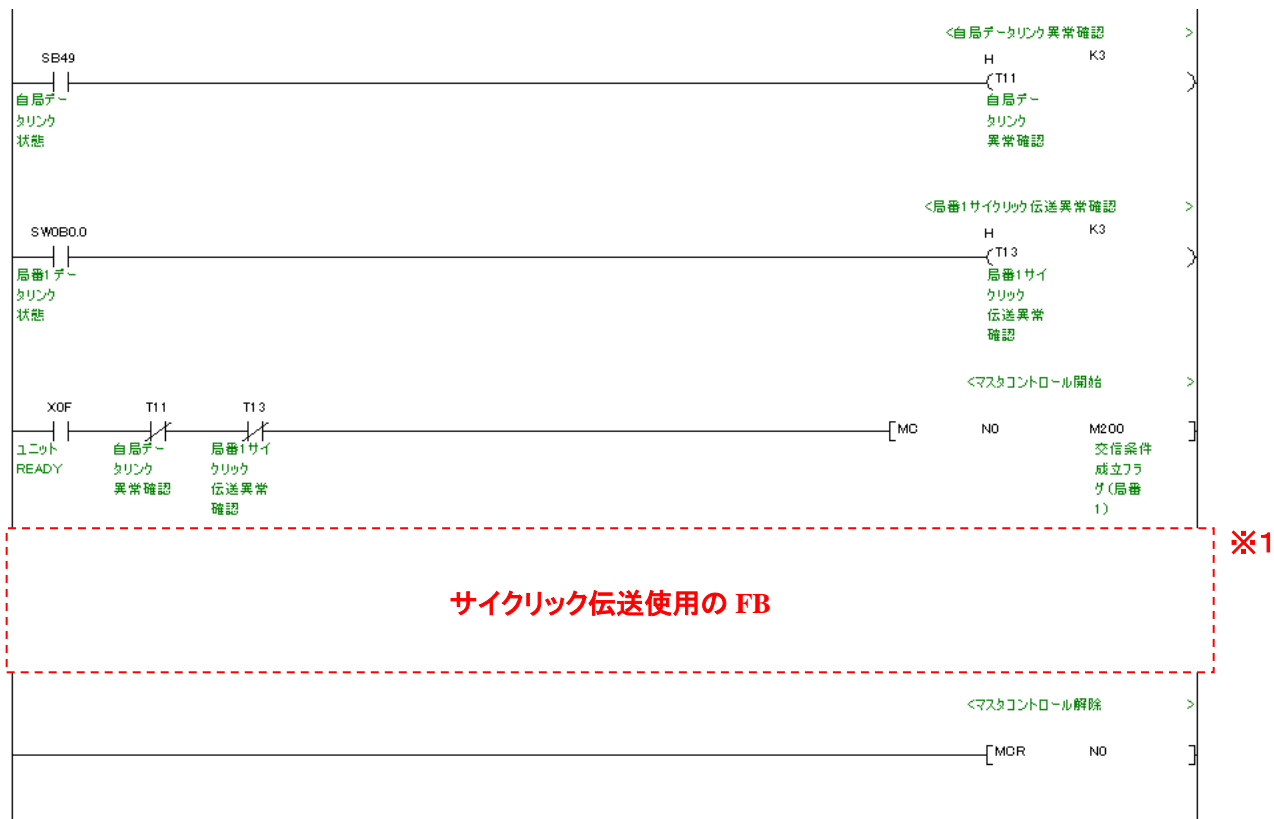 <自局データリンク異常確認 >
SB49
H K3
T11
自局デー
タリンク
状態
自局デー
タリンク
異常確認
<局番1サイクリック伝送異常確認 >
SW0B0.0
H K3
T13
局番1デー
タリンク
状態
局番1サイ
クリック
伝送異常
確認
<マスタコントロール開始 >
X0F T11 T13
[MC N0 M200 ]
ユニット
READY
自局デー
タリンク
異常確認
局番1サイ
クリック
伝送異常
確認
交信条件
成立フラ
グ(局番
1)
※1
サイクリック伝送使用の FB
<マスタコントロール解除 >
[MCR N0 ]